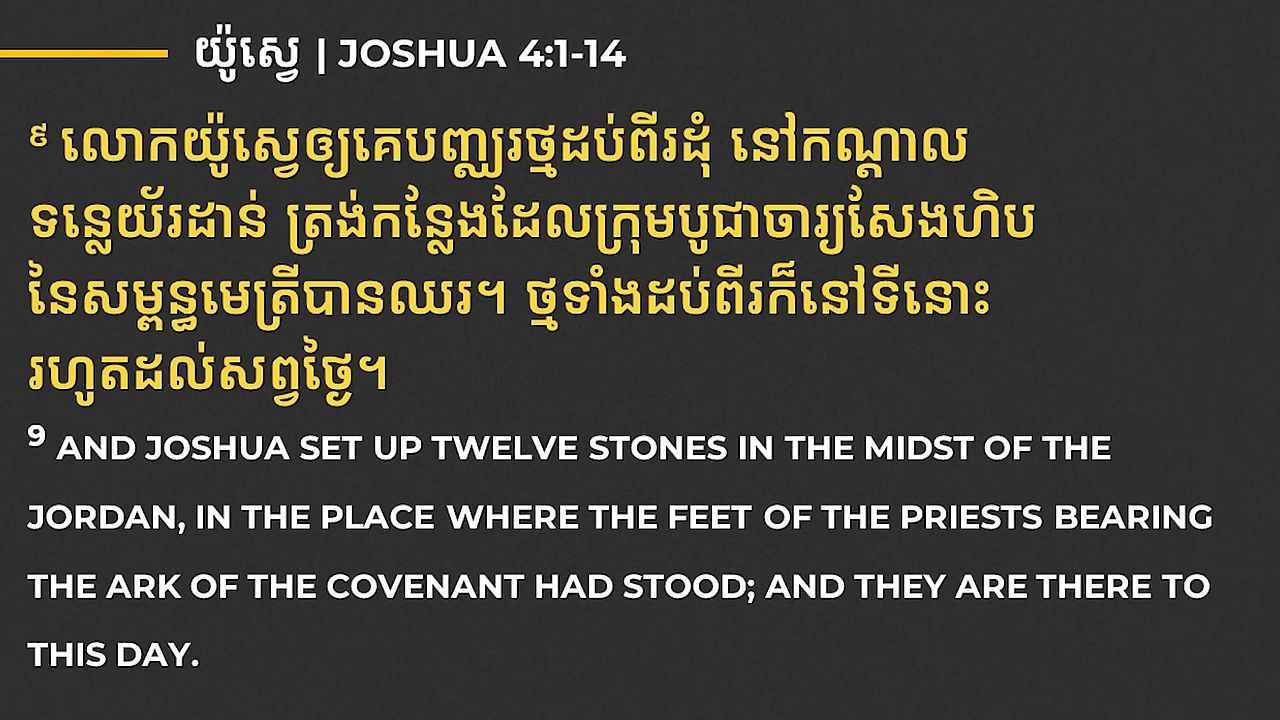 យ៉ូស្វេ | JOSHUA 4:1-14
៩ លោកយ៉ូស្វេឲ្យគេបញ្ឈរថ្មដប់ពីរដុំ នៅកណ្ដាល
ទន្លេយ័រដាន់ ត្រង់កន្លែងដែលក្រុមបូជាចារ្យសែងហិប
នៃសម្ពន្ធមេត្រីបានឈរ។ ថ្មទាំងដប់ពីរក៏នៅទីនោះ
រហូតដល់សព្វថ្ងៃ។
9 AND JOSHUA SET UP TWELVE STONES IN THE MIDST OF THE
JORDAN, IN THE PLACE WHERE THE FEET OF THE PRIESTS BEARING
THE ARK OF THE COVENANT HAD STOOD; AND THEY ARE THERE TO
THIS DAY.